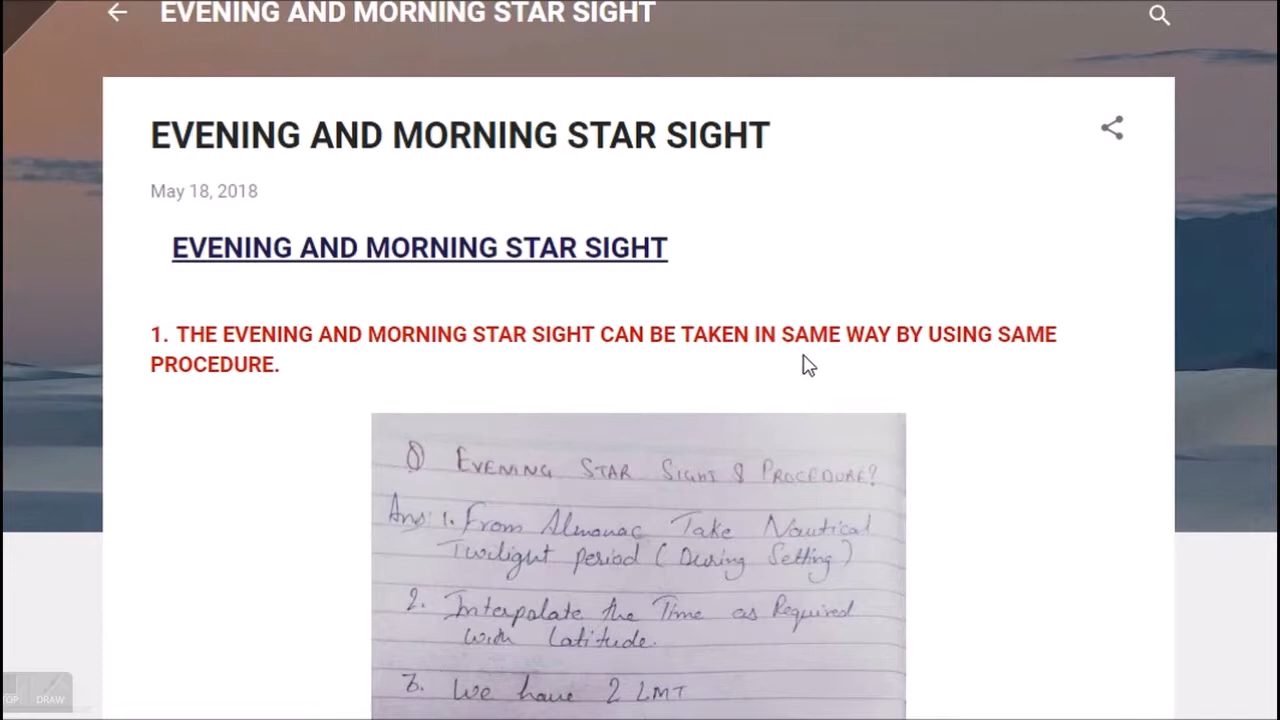 EVENING AND MORNING STAR SIGHT
EVENING AND MORNING STAR SIGHT
May 18, 2018
EVENING AND MORNING STAR SIGHT
1. THE EVENING AND MORNING STAR SIGHT CAN BE TAKEN IN SAME WAY BY USING SAME
PROCEDURE.
Q) EVENING STAR SIGHT & PROCEDURE?
Ans: 1. From Almanac Take Nautical
Twilight period (During Setting)
2. Interpolate the Time as Required
with Latitude.
3. We have 2 LMT
TOP DRAW